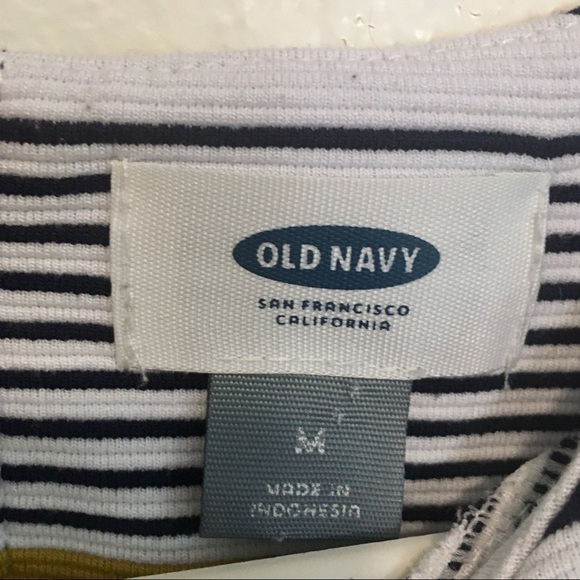 OLD NAVY
SAN FRANCISCO
CALIFORNIA
M
MADE IN
INDONESIA